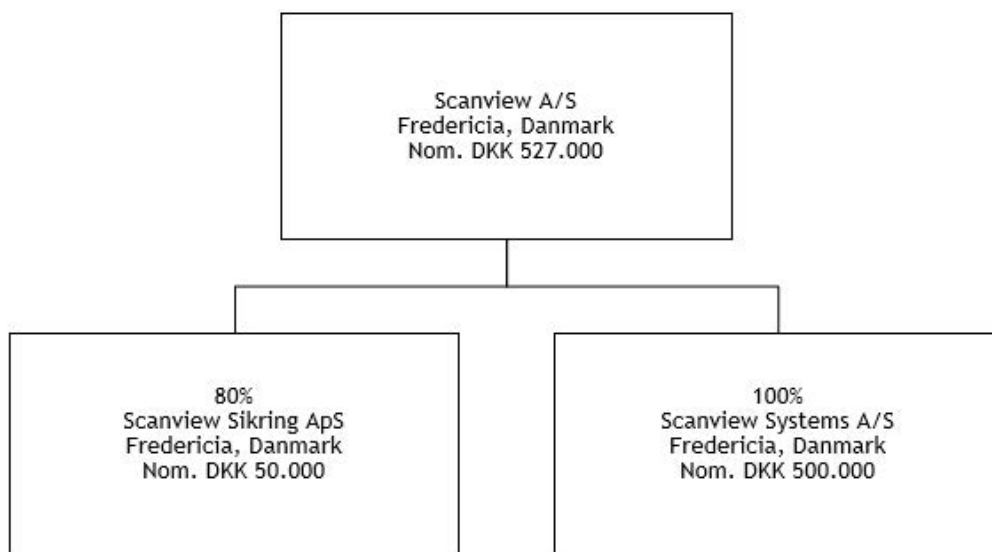 Scanview A/S
Fredericia, Danmark
Nom. DKK 527.000
80%
Scanview Sikring ApS
Fredericia, Danmark
Nom. DKK 50.000
100%
Scanview Systems A/S
Fredericia, Danmark
Nom. DKK 500.000